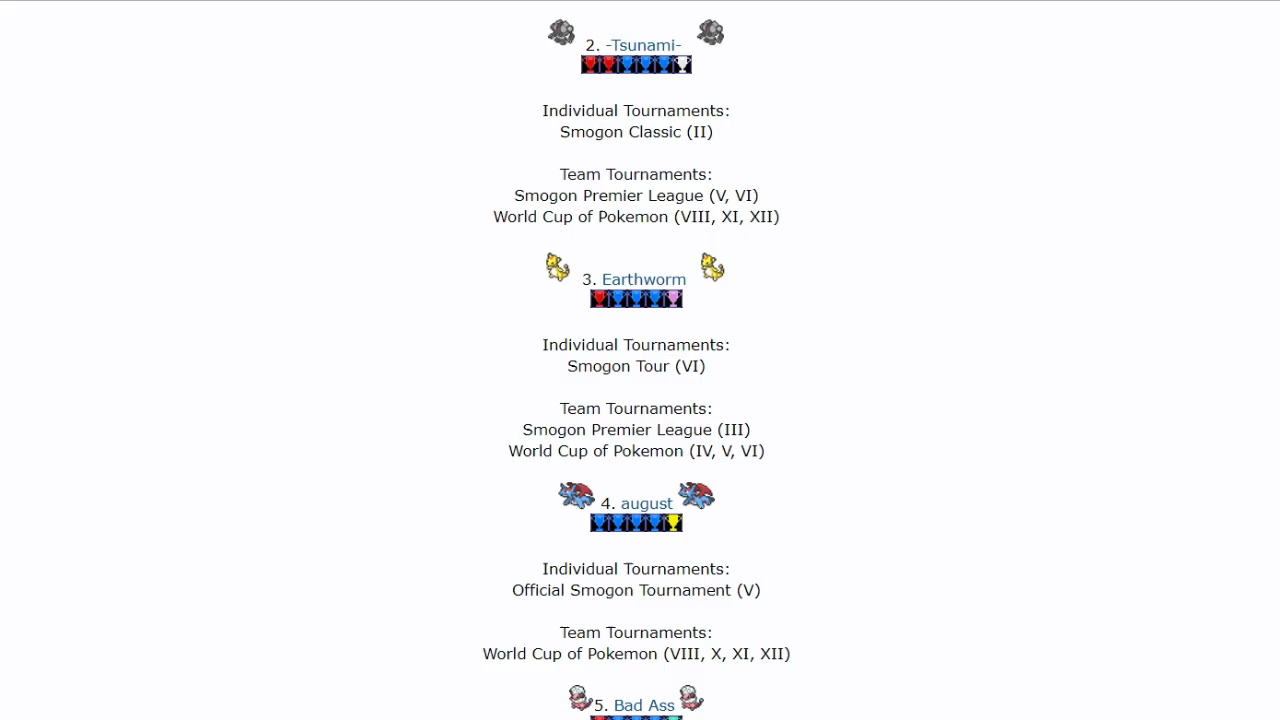 2. -Tsunami-
Individual Tournaments:
Smogon Classic (II)
Team Tournaments:
Smogon Premier League (V, VI)
World Cup of Pokemon (VIII, XI, XII)
3. Earthworm
Individual Tournaments:
Smogon Tour (VI)
Team Tournaments:
Smogon Premier League (III)
World Cup of Pokemon (IV, V, VI)
4. august
Individual Tournaments:
Official Smogon Tournament (V)
Team Tournaments:
World Cup of Pokemon (VIII, X, XI, XII)
5. Bad Ass